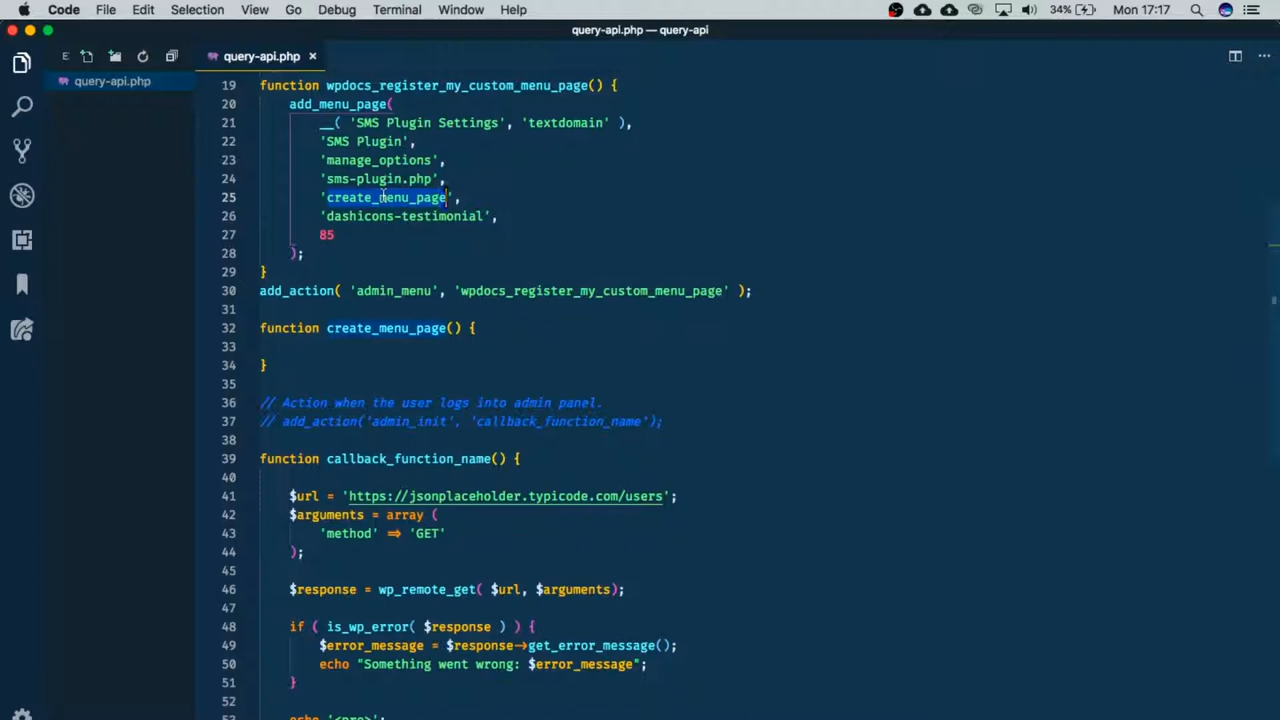 Code File Edit Selection View Go Debug Terminal Window Help 34% Mon 17:17
query-api.php — query-api
E query-api.php ×
query-api.php
19 function wpdocs_register_my_custom_menu_page() {
20 add_menu_page(
21 __( 'SMS Plugin Settings', 'textdomain' ),
22 'SMS Plugin',
23 'manage_options',
24 'sms-plugin.php',
25 'create_menu_page',
26 'dashicons-testimonial',
27 85
28 );
29 }
30 add_action( 'admin_menu', 'wpdocs_register_my_custom_menu_page' );
31
32 function create_menu_page() {
33
34 }
35
36 // Action when the user logs into admin panel.
37 // add_action('admin_init', 'callback_function_name');
38
39 function callback_function_name() {
40
41 $url = 'https://jsonplaceholder.typicode.com/users';
42 $arguments = array (
43 'method' ⇒ 'GET'
44 );
45
46 $response = wp_remote_get( $url, $arguments);
47
48 if ( is_wp_error( $response ) ) {
49 $error_message = $response→get_error_message();
50 echo "Something went wrong: $error_message";
51 }
52
53 echo '<pre>';